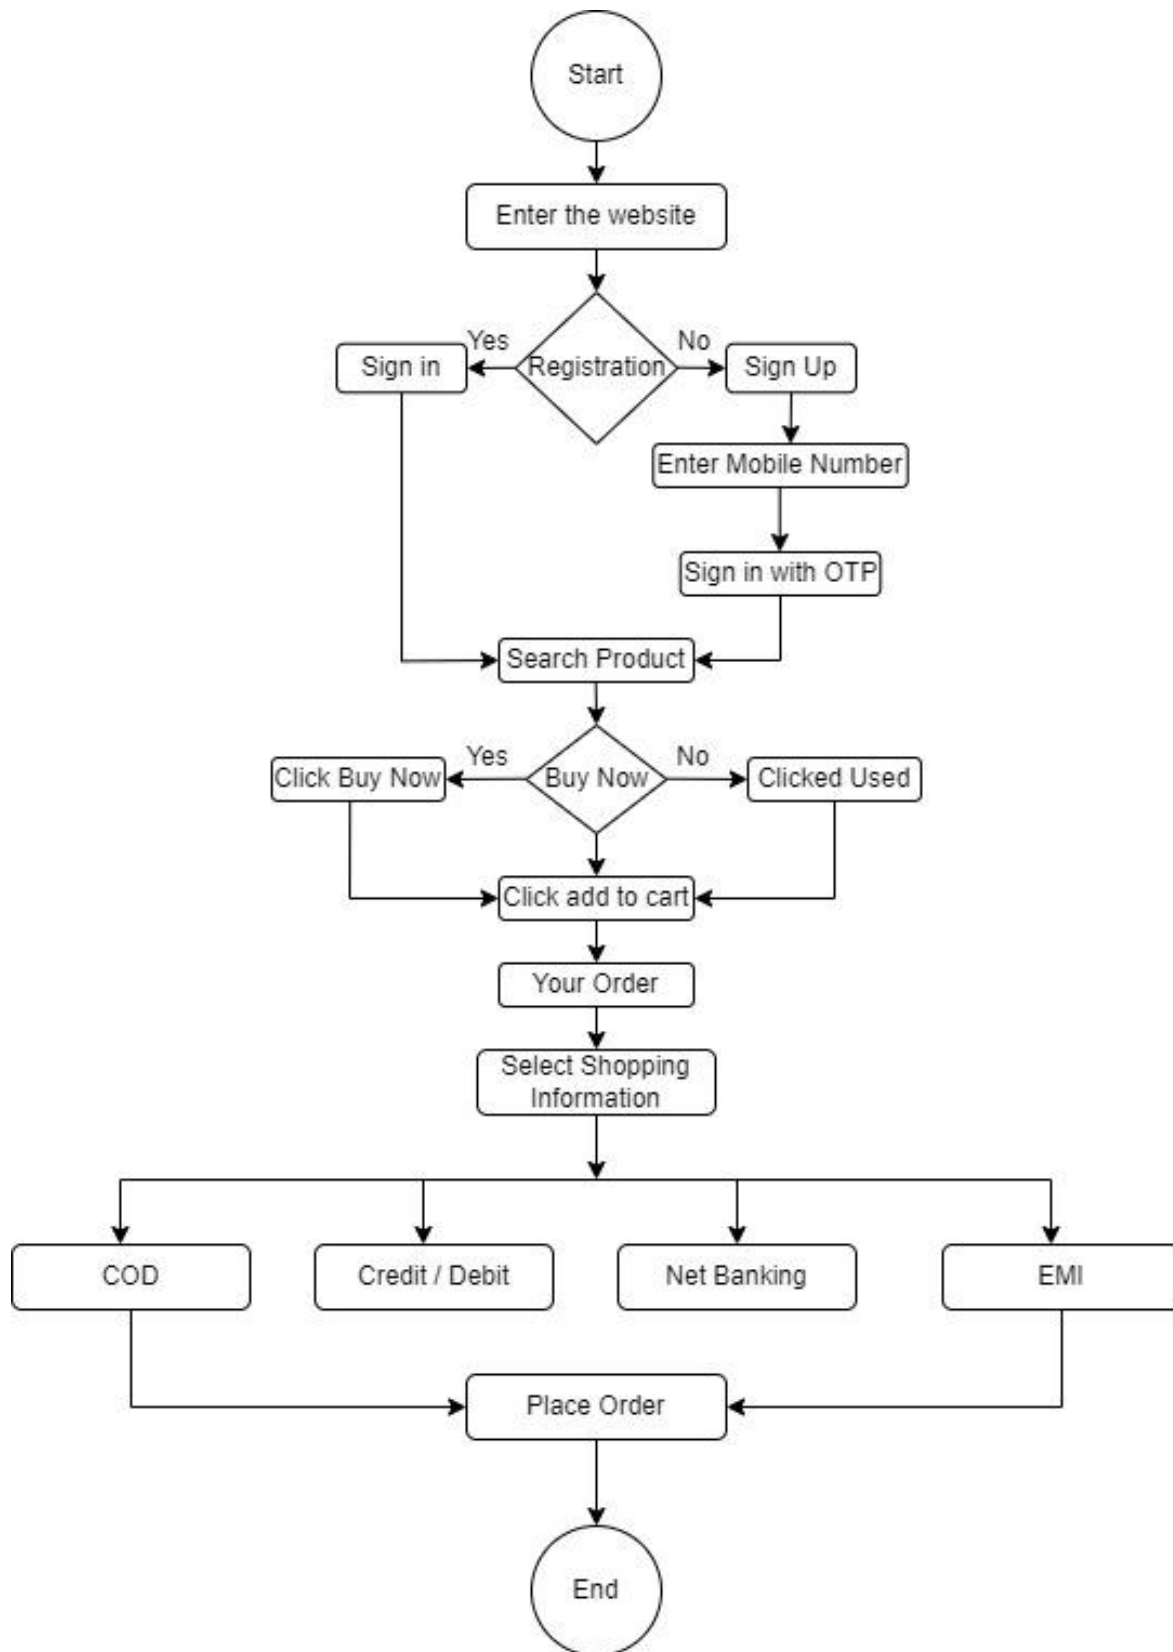 Start
Enter the website
Yes
No
Sign in
Registration
Sign Up
Enter Mobile Number
Sign in with OTP
Search Product
Yes
No
Click Buy Now
Buy Now
Clicked Used
Click add to cart
Your Order
Select Shopping
Information
COD
Credit / Debit
Net Banking
EMI
Place Order
End